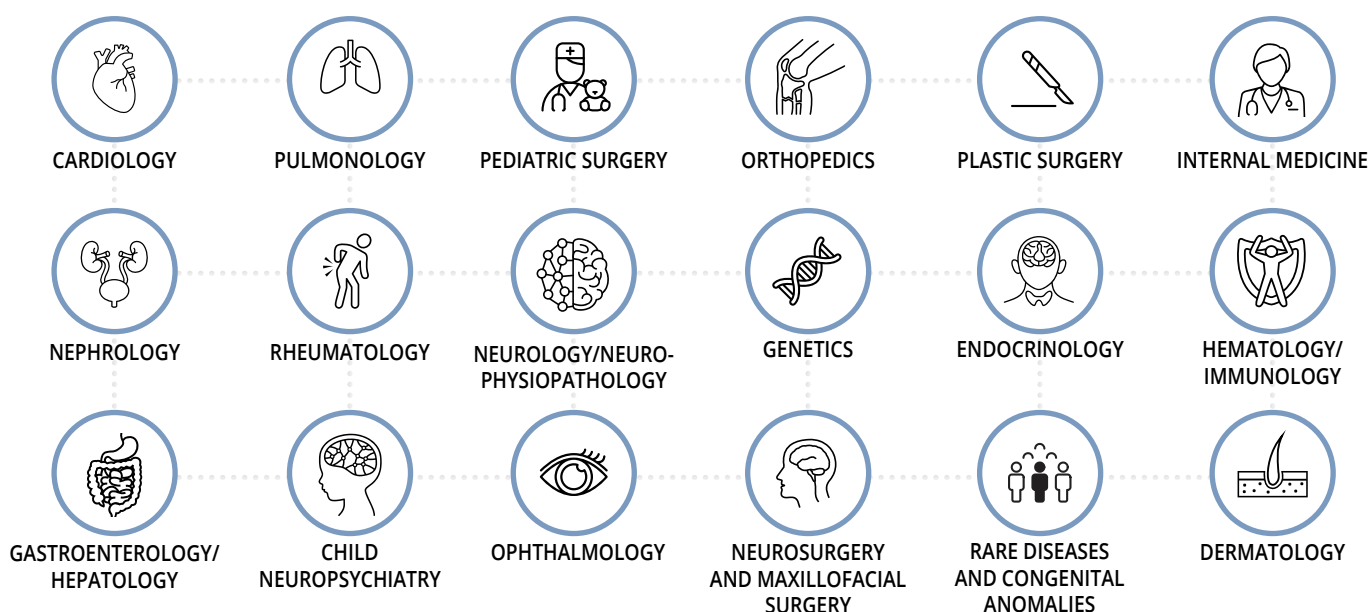 CARDIOLOGY
PULMONOLOGY
PEDIATRIC SURGERY
ORTHOPEDICS
PLASTIC SURGERY
INTERNAL MEDICINE
NEPHROLOGY
RHEUMATOLOGY
NEUROLOGY/NEURO-
PHYSIOPATHOLOGY
GENETICS
ENDOCRINOLOGY
HEMATOLOGY/
IMMUNOLOGY
GASTROENTEROLOGY/
HEPATOLOGY
CHILD
NEUROPSYCHIATRY
OPHTHALMOLOGY
NEUROSURGERY
AND MAXILLOFACIAL
SURGERY
RARE DISEASES
AND CONGENITAL
ANOMALIES
DERMATOLOGY